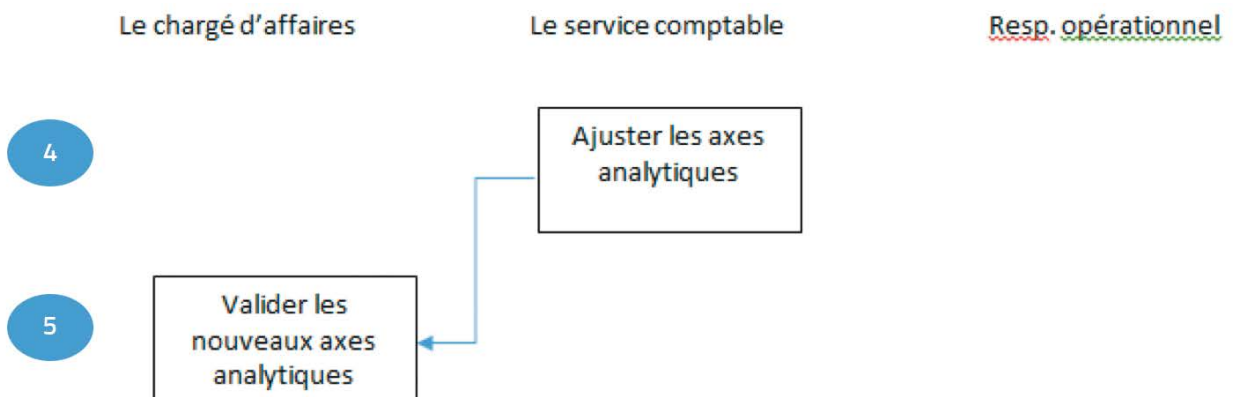 Le chargé d’affaires
Le service comptable
Resp. opérationnel
4
Ajuster les axes
analytiques
5
Valider les
nouveaux axes
analytiques